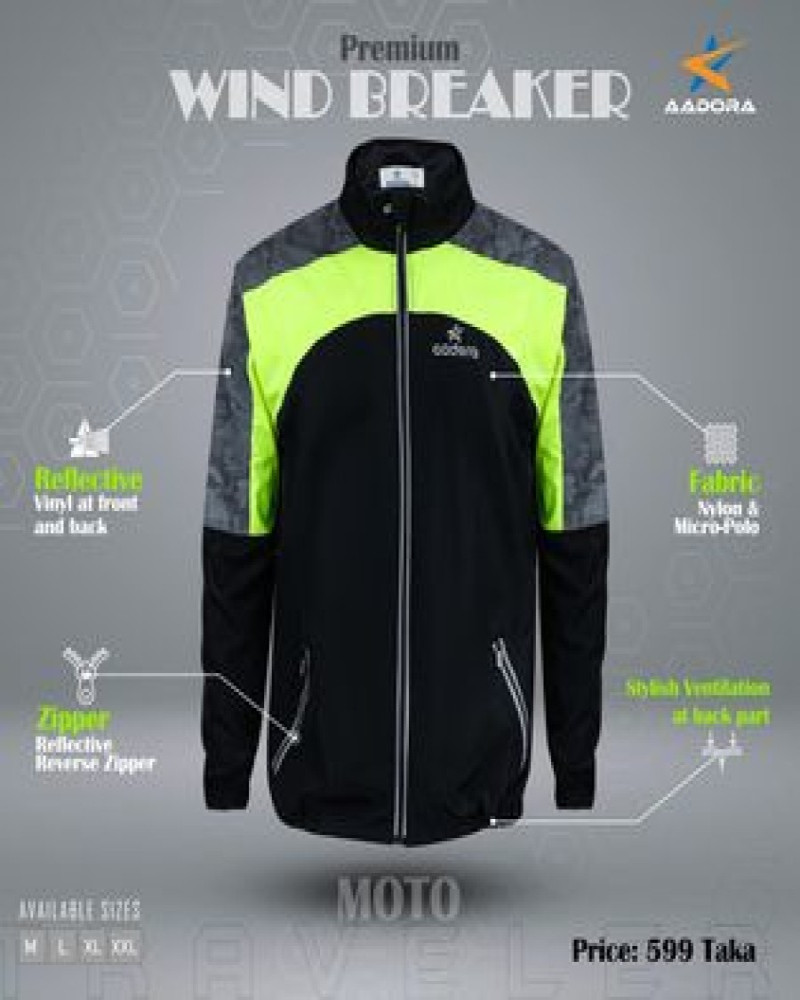 Premium
WIND BREAKER
AADORA
aadora
Reflective
Vinyl at front
and back
Fabric
Nylon &
Micro-Polo
Zipper
Reflective
Reverse Zipper
Stylish Ventilation
at back part
MOTO
AVAILABLE SIZES
M L XL XXL
TRAVELER
Price: 599 Taka